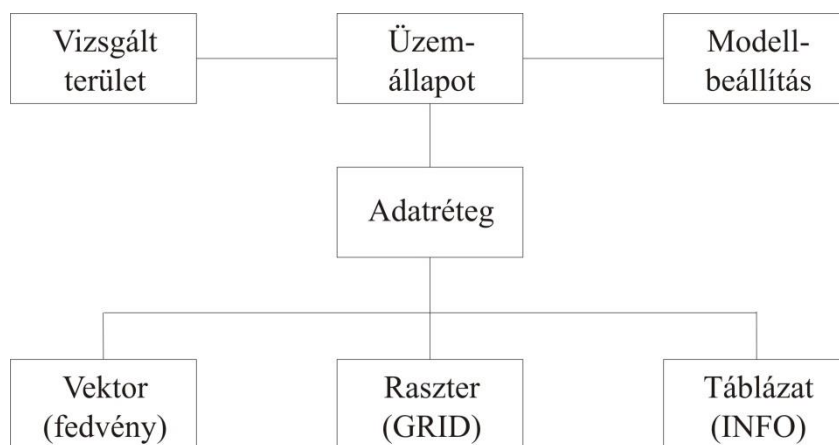 Vizsgált
terület
Üzem-
állapot
Modell-
beállítás
Adatréteg
Vektor
(fedvény)
Raszter
(GRID)
Táblázat
(INFO)